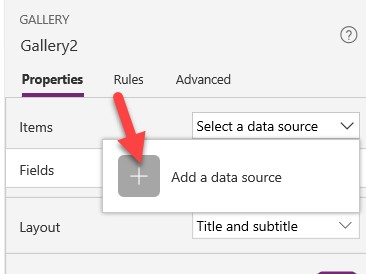 GALLERY
Gallery2
?
Properties Rules Advanced
Items Select a data source
Fields
Add a data source
Layout Title and subtitle